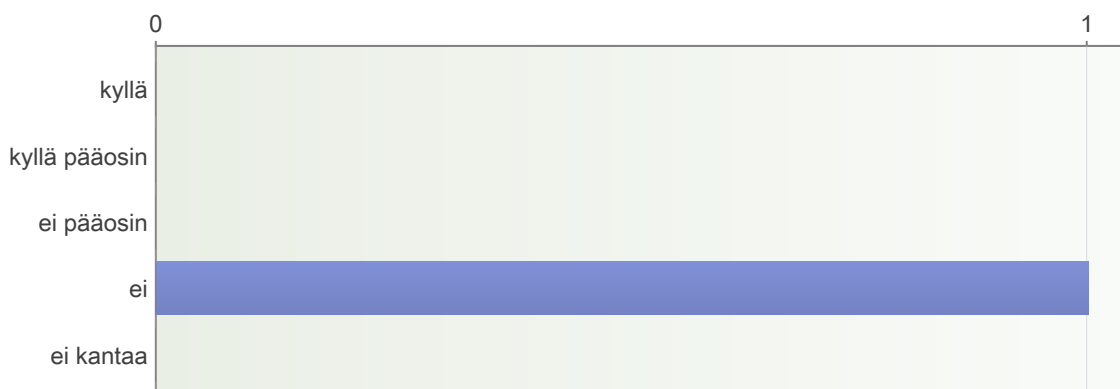 0 1
kyllä
kyllä pääosin
ei pääosin
ei
ei kantaa